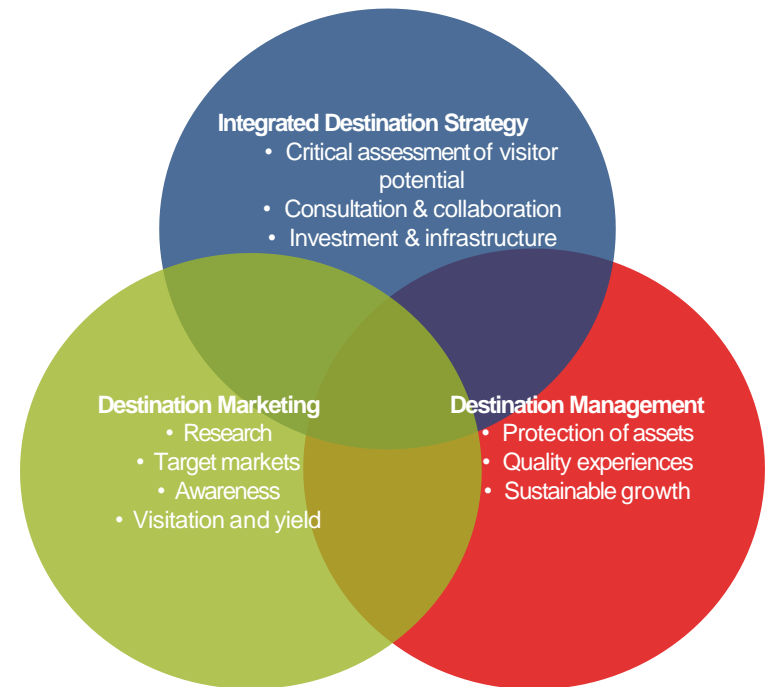 Integrated Destination Strategy
• Critical assessment of visitor
potential
• Consultation & collaboration
• Investment & infrastructure
Destination Marketing
• Research
• Target markets
• Awareness
• Visitation and yield
Destination Management
• Protection of assets
• Quality experiences
• Sustainable growth